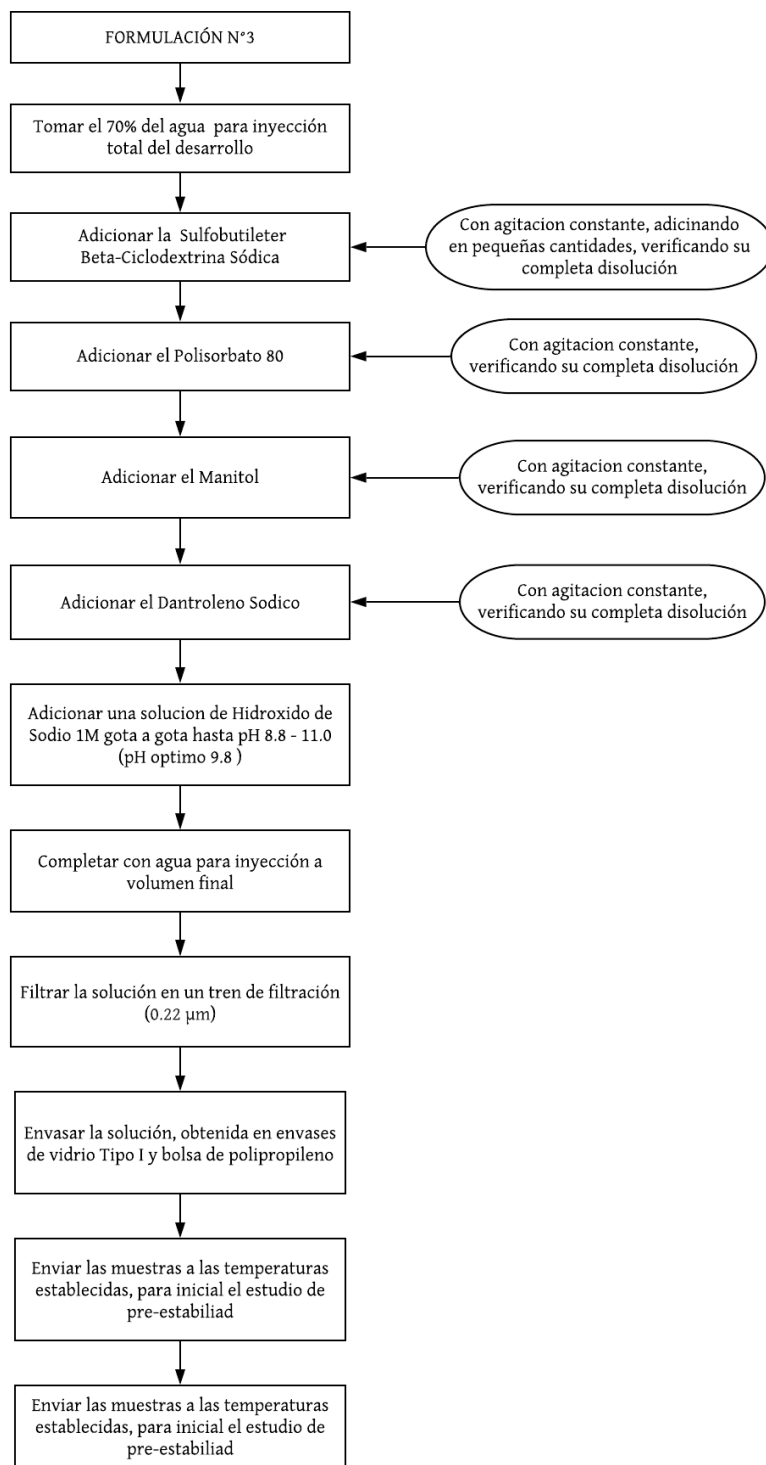 FORMULACIÓN N°3
Tomar el 70% del agua para inyección
total del desarrollo
Adicionar la Sulfobutileter
Beta-Ciclodextrina Sódica
Con agitacion constante, adicinando
en pequeñas cantidades, verificando su
completa disolución
Adicionar el Polisorbato 80
Con agitacion constante,
verificando su completa disolución
Adicionar el Manitol
Con agitacion constante,
verificando su completa disolución
Adicionar el Dantroleno Sodico
Con agitacion constante,
verificando su completa disolución
Adicionar una solucion de Hidroxido de
Sodio 1M gota a gota hasta pH 8.8 - 11.0
(pH optimo 9.8 )
Completar con agua para inyección a
volumen final
Filtrar la solución en un tren de filtración
(0.22 µm)
Envasar la solución, obtenida en envases
de vidrio Tipo I y bolsa de polipropileno
Enviar las muestras a las temperaturas
establecidas, para inicial el estudio de
pre-estabiliad
Enviar las muestras a las temperaturas
establecidas, para inicial el estudio de
pre-estabiliad